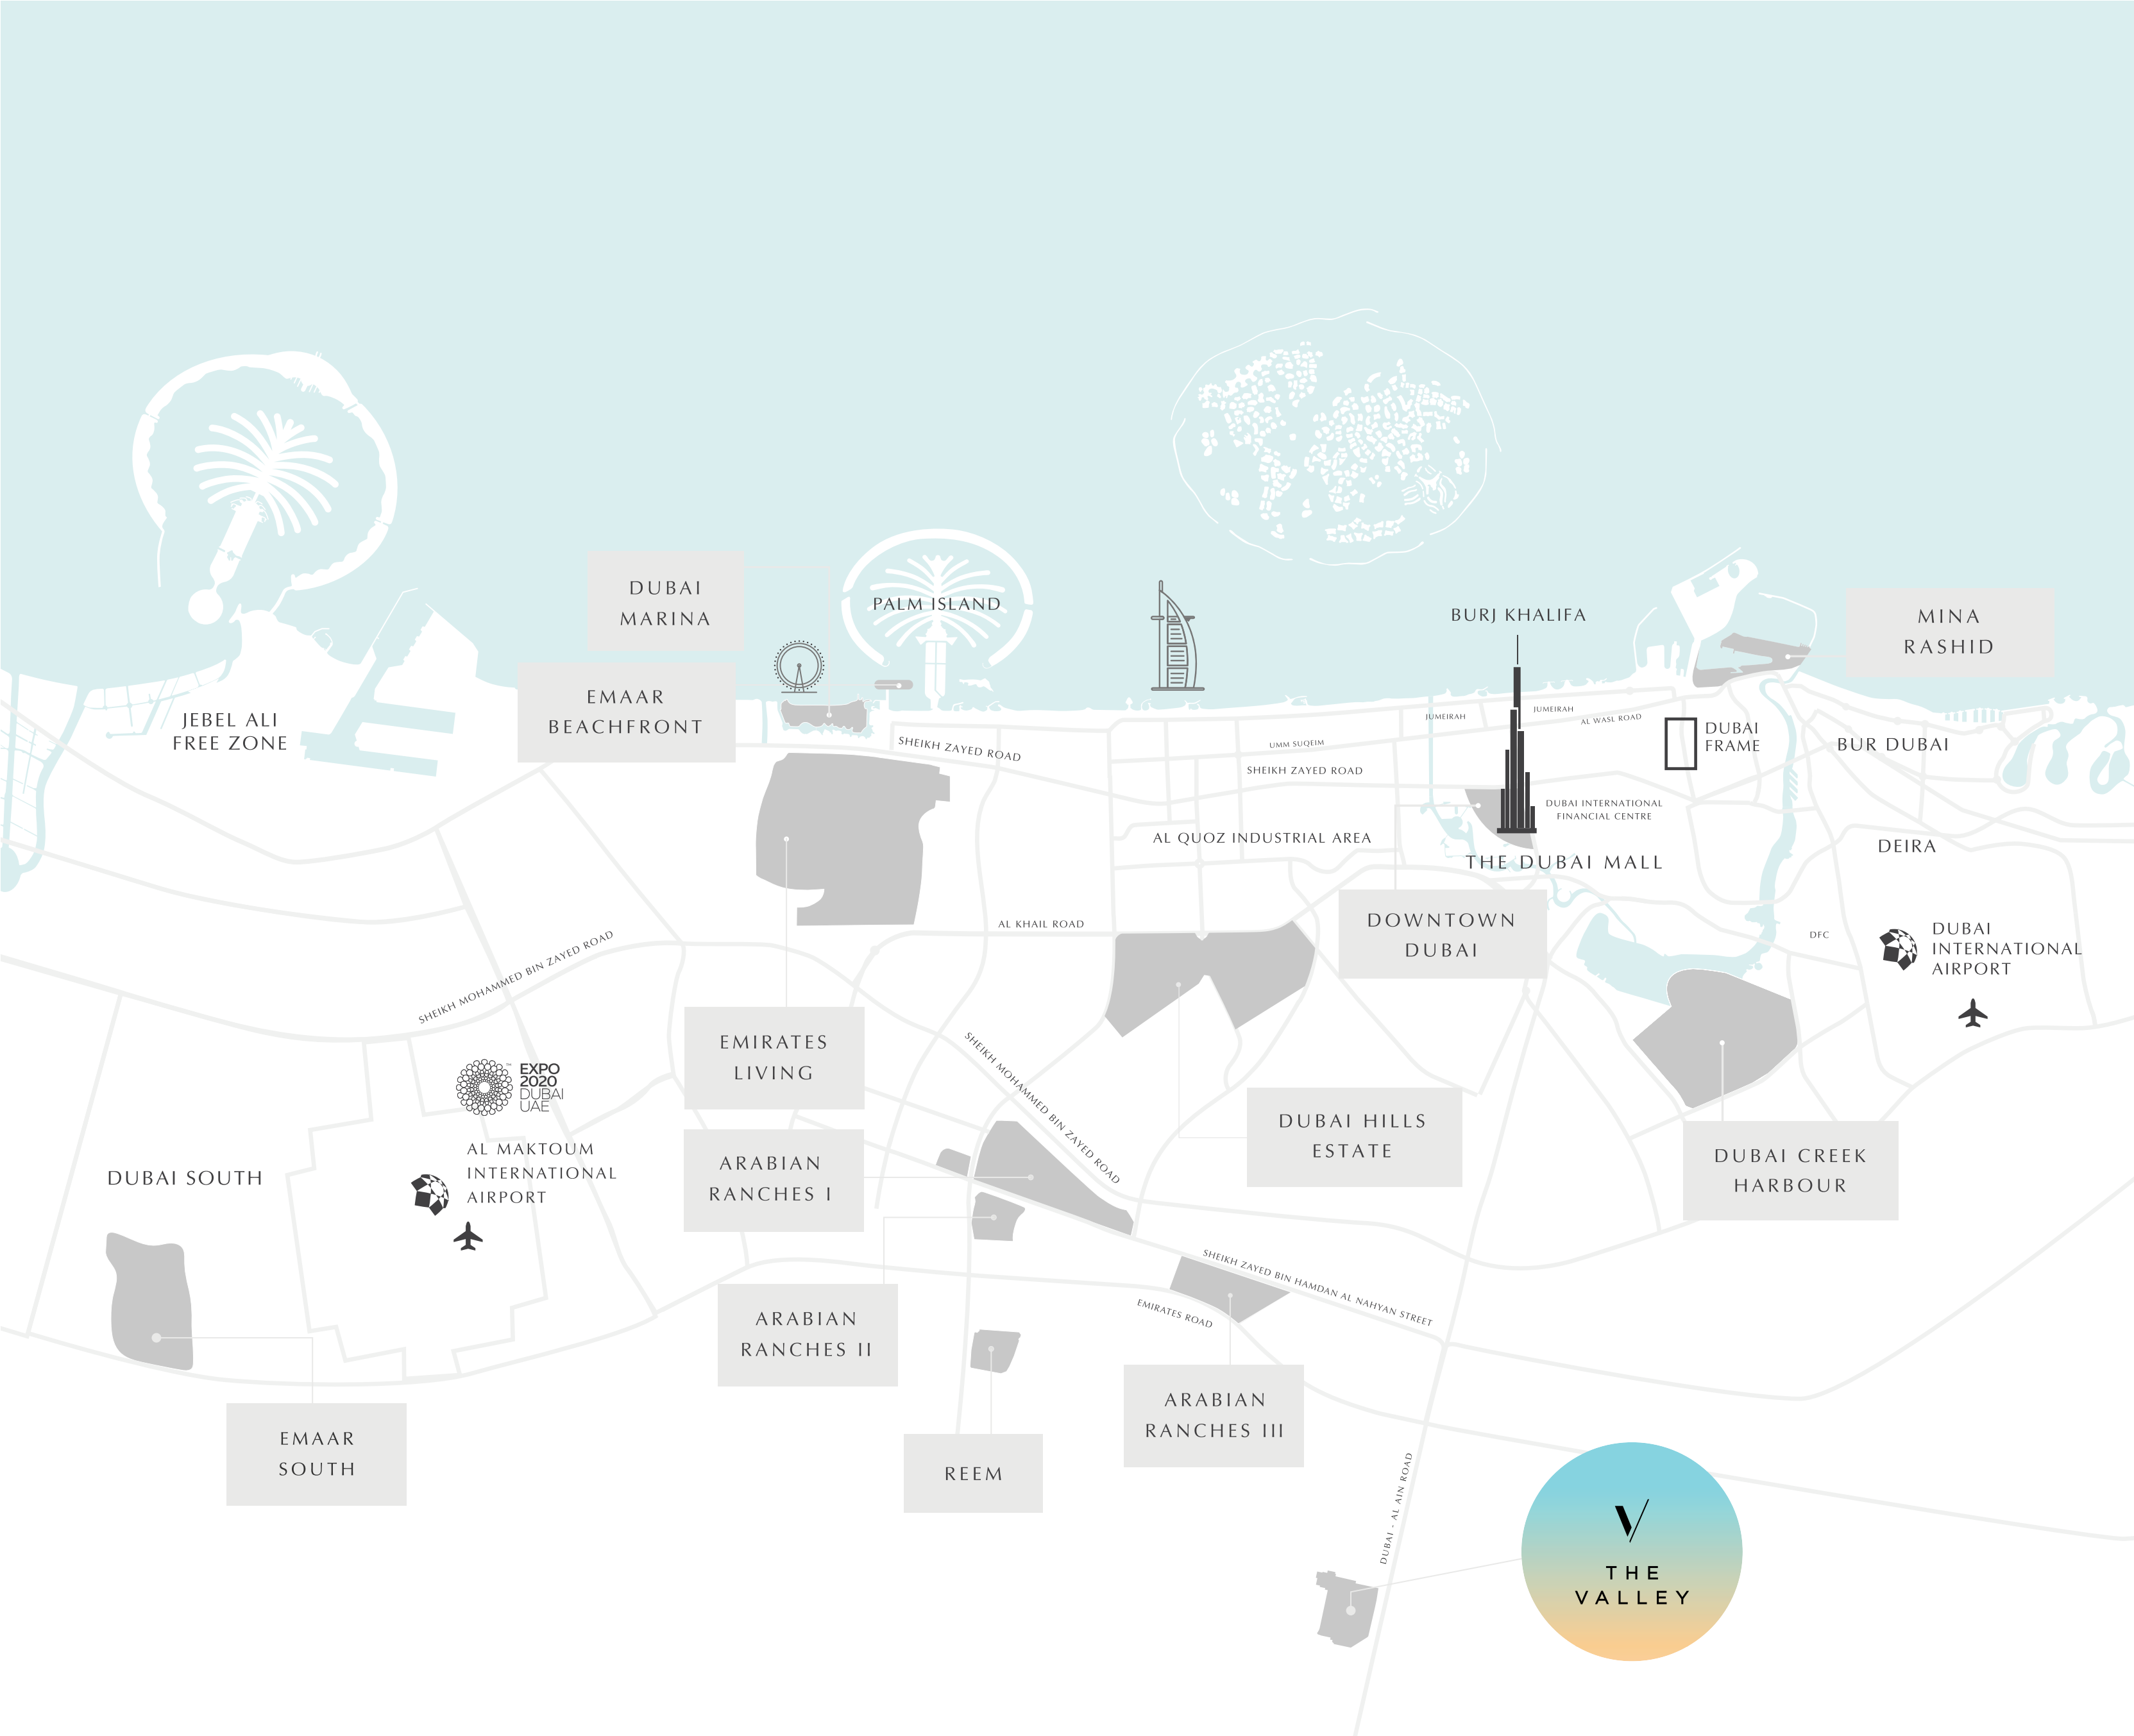 DUBAI
MARINA
PALM ISLAND
BURJ KHALIFA
MINA
RASHID
EMAAR
BEACHFRONT
JEBEL ALI
FREE ZONE
SHEIKH ZAYED ROAD
UMM SUQEIM
SHEIKH ZAYED ROAD
JUMEIRAH
JUMEIRAH
AL WASL ROAD
DUBAI
FRAME
BUR DUBAI
DUBAI INTERNATIONAL
FINANCIAL CENTRE
AL QUOZ INDUSTRIAL AREA
THE DUBAI MALL
DEIRA
AL KHAIL ROAD
DOWNTOWN
DUBAI
DFC
DUBAI
INTERNATIONAL
AIRPORT
SHEIKH MOHAMMED BIN ZAYED ROAD
EMIRATES
LIVING
SHEIKH MOHAMMED BIN ZAYED ROAD
EXPO
2020
DUBAI
UAE
™
DUBAI HILLS
ESTATE
DUBAI CREEK
HARBOUR
AL MAKTOUM
INTERNATIONAL
AIRPORT
DUBAI SOUTH
ARABIAN
RANCHES I
SHEIKH ZAYED BIN HAMDAN AL NAHYAN STREET
EMIRATES ROAD
ARABIAN
RANCHES II
ARABIAN
RANCHES III
EMAAR
SOUTH
REEM
DUBAI - AL AIN ROAD
V
THE
VALLEY